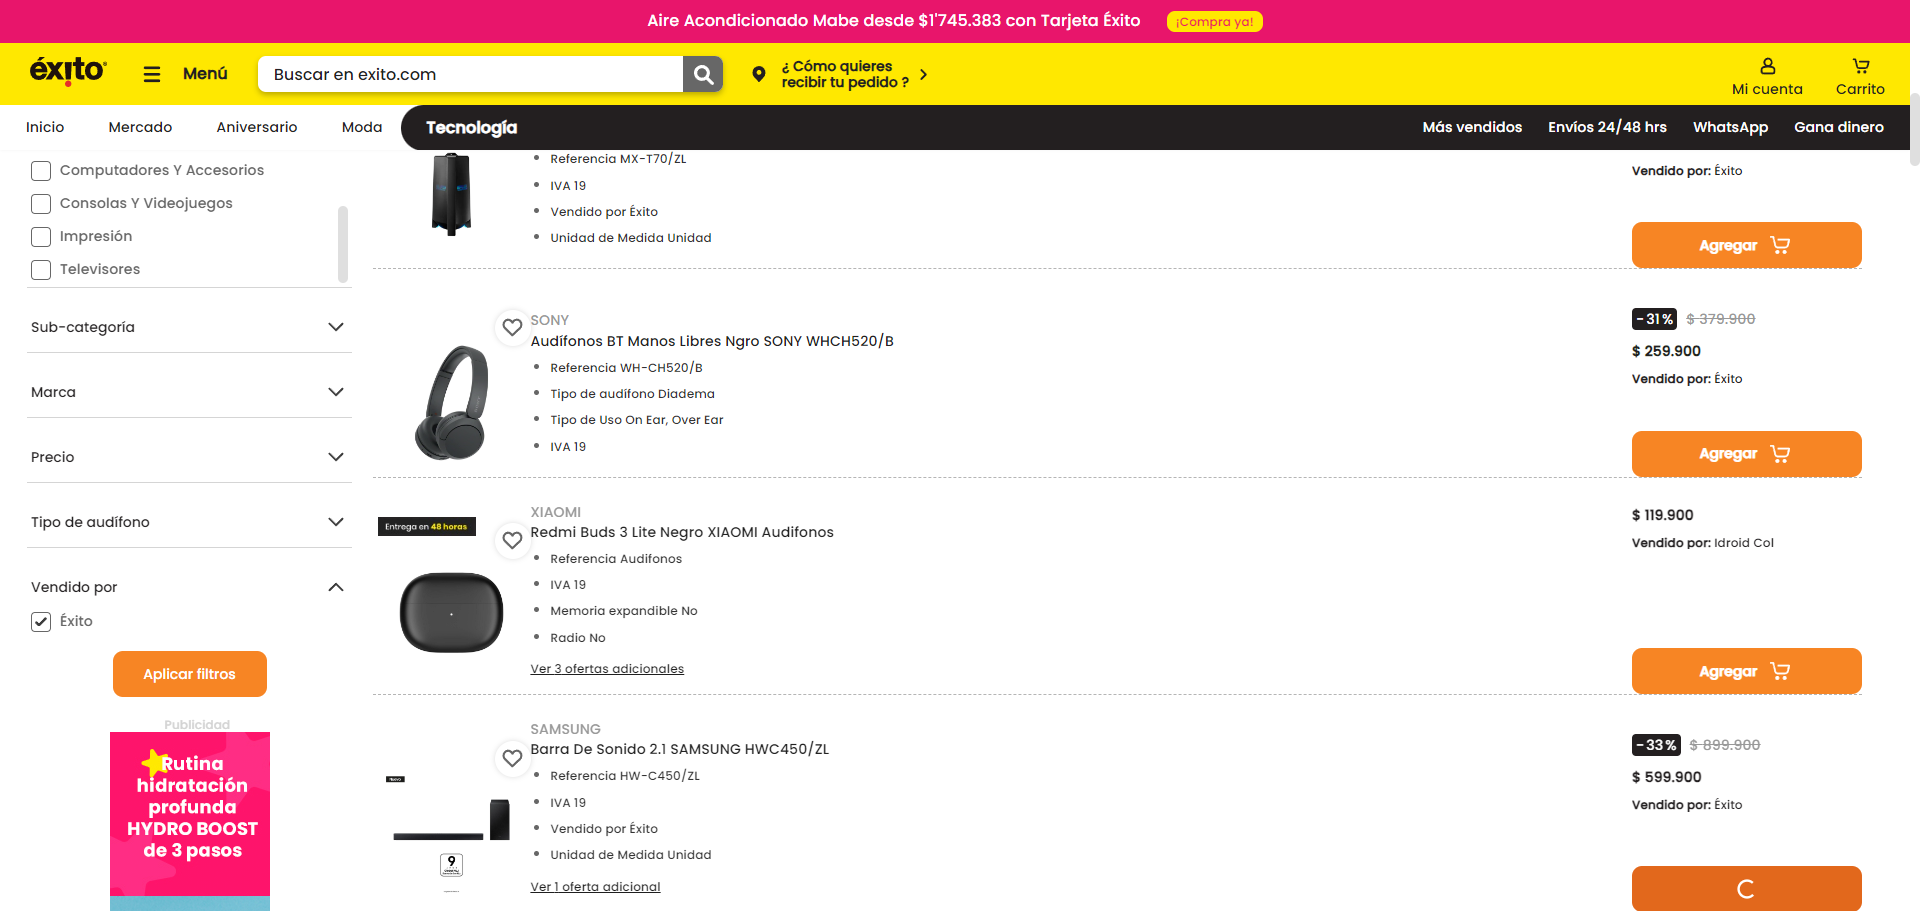 Aire Acondicionado Mabe desde $1'745.383 con Tarjeta Éxito
¡Compra ya!
éxito
Menú
Buscar en exito.com
¿ Cómo quieres
recibir tu pedido ?
Mi cuenta
Carrito
Inicio
Mercado
Aniversario
Moda
Tecnología
Más vendidos
Envíos 24/48 hrs
WhatsApp
Gana dinero
Computadores Y Accesorios
Consolas Y Videojuegos
Impresión
Televisores
Sub-categoría
Marca
Precio
Tipo de audífono
Vendido por
Éxito
Aplicar filtros
Publicidad
Rutina
hidratación
profunda
HYDRO BOOST
de 3 pasos
Referencia MX-T70/ZL
IVA 19
Vendido por Éxito
Unidad de Medida Unidad
Vendido por: Éxito
Agregar
SONY
Audífonos BT Manos Libres Ngro SONY WHCH520/B
Referencia WH-CH520/B
Tipo de audífono Diadema
Tipo de Uso On Ear, Over Ear
IVA 19
-31% $ 379.900
$ 259.900
Vendido por: Éxito
Agregar
Entrega en 48 horas
XIAOMI
Redmi Buds 3 Lite Negro XIAOMI Audifonos
Referencia Audifonos
IVA 19
Memoria expandible No
Radio No
Ver 3 ofertas adicionales
$ 119.900
Vendido por: Idroid Col
Agregar
SAMSUNG
Barra De Sonido 2.1 SAMSUNG HWC450/ZL
Nuevo
9
Referencia HW-C450/ZL
IVA 19
Vendido por Éxito
Unidad de Medida Unidad
Ver 1 oferta adicional
-33% $ 899.900
$ 599.900
Vendido por: Éxito